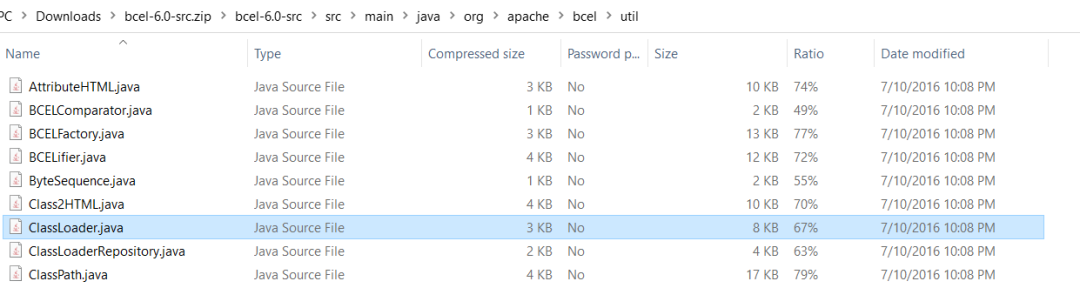 PC > Downloads > bcel-6.0-src.zip > bcel-6.0-src > src > main > java > org > apache > bcel > util
Name Type Compressed size Password p... Size Ratio Date modified
AttributeHTML.java Java Source File 3 KB No 10 KB 74% 7/10/2016 10:08 PM
BCELComparator.java Java Source File 1 KB No 2 KB 49% 7/10/2016 10:08 PM
BCELFactory.java Java Source File 3 KB No 13 KB 77% 7/10/2016 10:08 PM
BCELifier.java Java Source File 4 KB No 12 KB 72% 7/10/2016 10:08 PM
ByteSequence.java Java Source File 1 KB No 2 KB 55% 7/10/2016 10:08 PM
Class2HTML.java Java Source File 4 KB No 10 KB 70% 7/10/2016 10:08 PM
ClassLoader.java Java Source File 3 KB No 8 KB 67% 7/10/2016 10:08 PM
ClassLoaderRepository.java Java Source File 2 KB No 4 KB 63% 7/10/2016 10:08 PM
ClassPath.java Java Source File 4 KB No 17 KB 79% 7/10/2016 10:08 PM